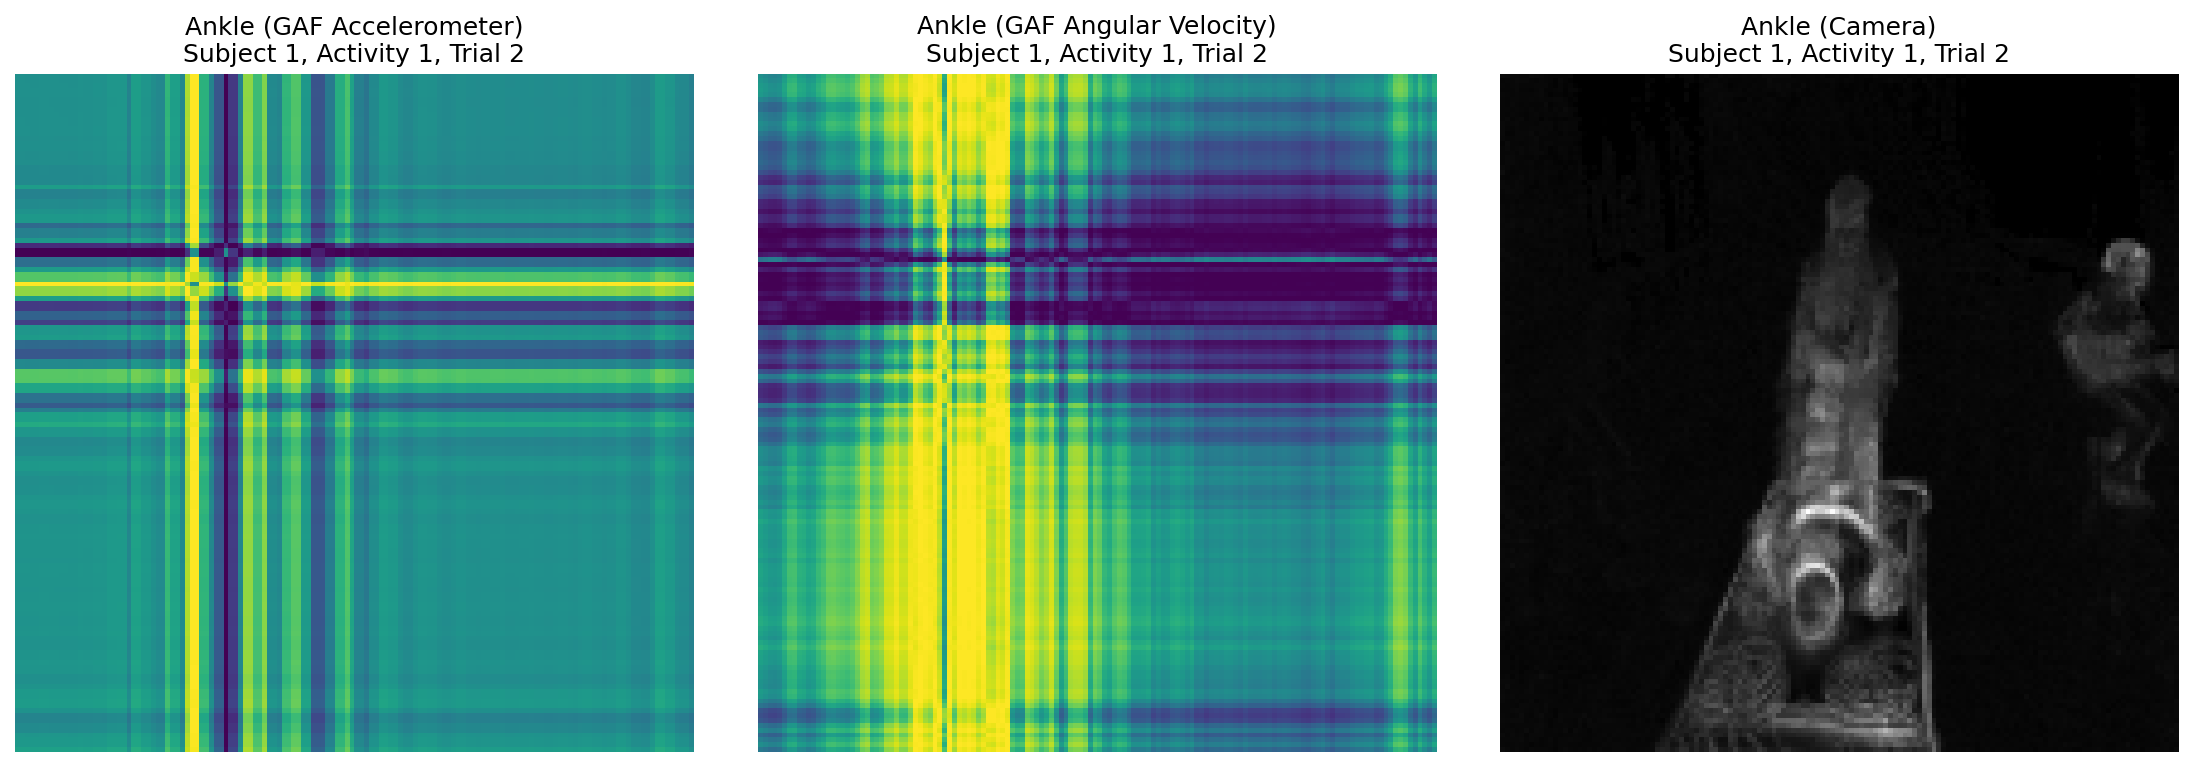 Ankle (GAF Accelerometer)
Subject 1, Activity 1, Trial 2
Ankle (GAF Angular Velocity)
Subject 1, Activity 1, Trial 2
Ankle (Camera)
Subject 1, Activity 1, Trial 2